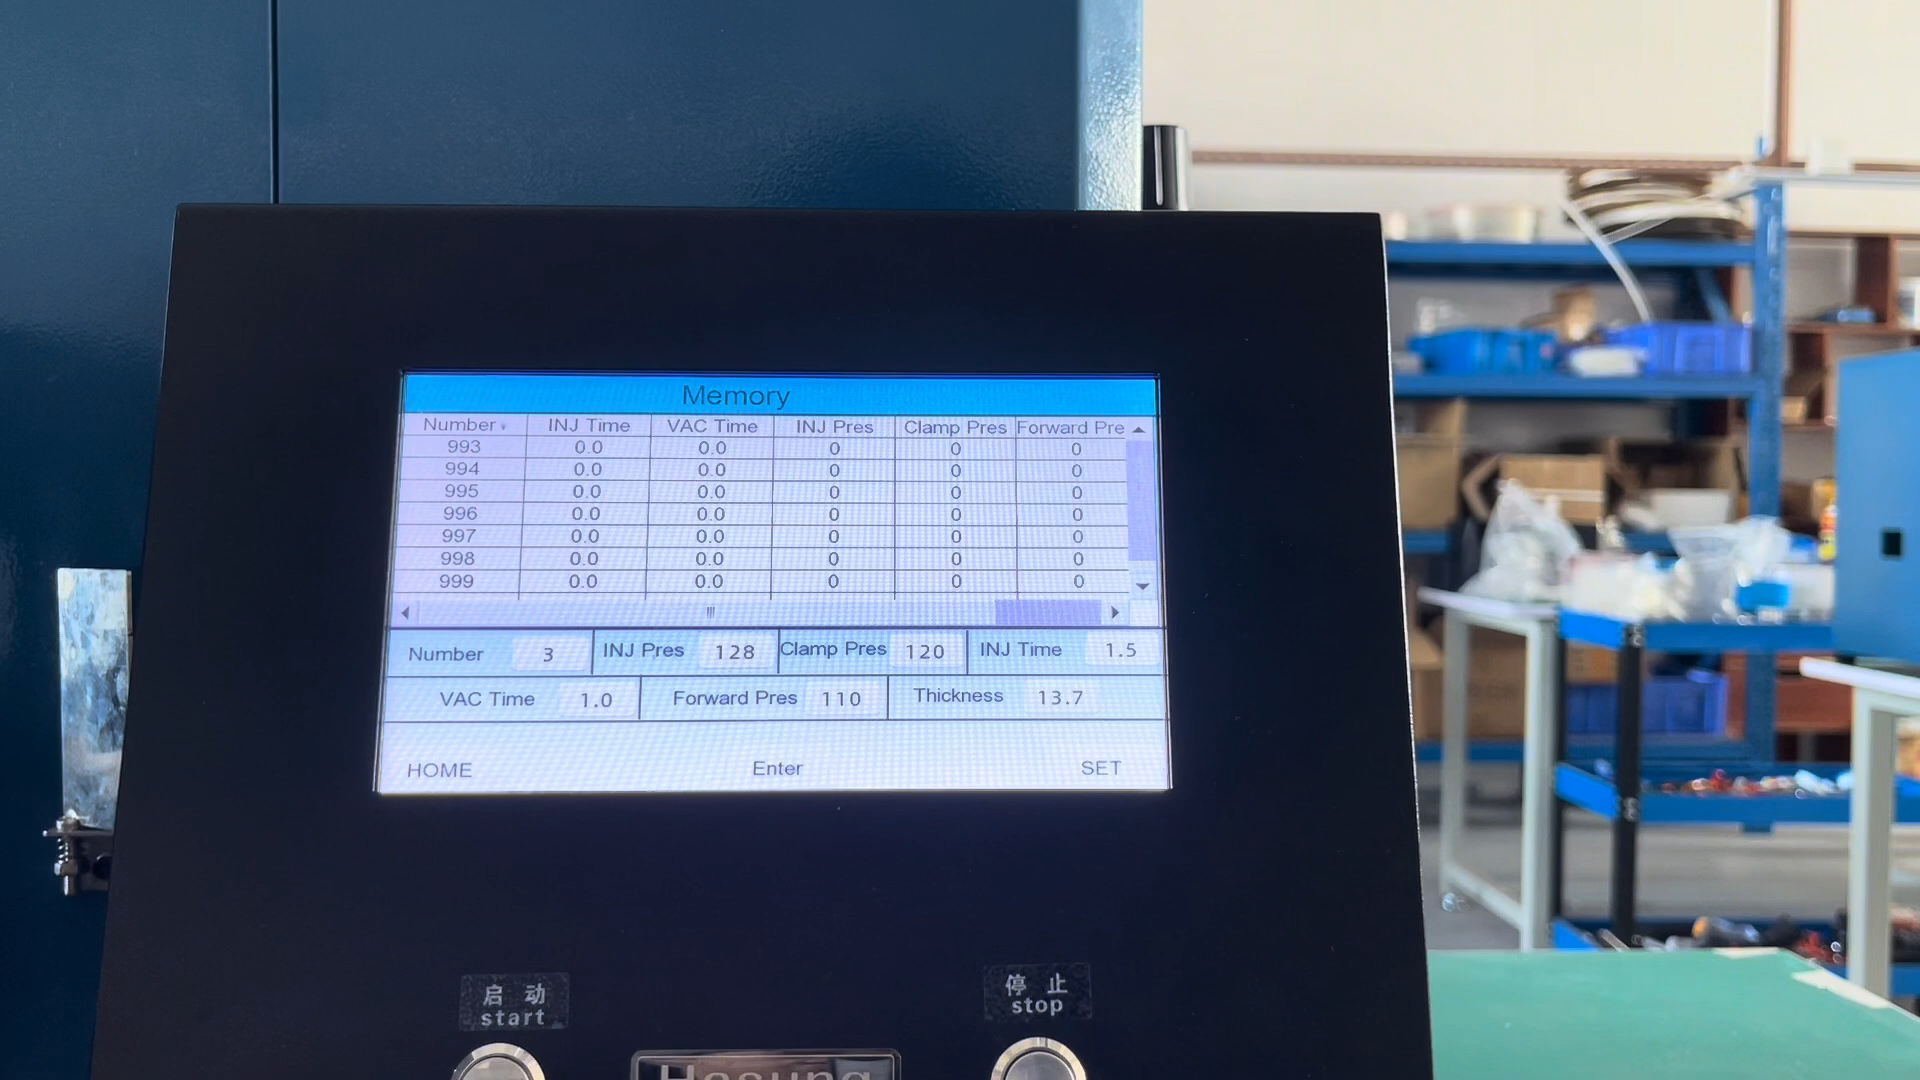 Memory
Number INJ Time VAC Time INJ Pres Clamp Pres Forward Pre
993 0.0 0.0 0 0 0
994 0.0 0.0 0 0 0
995 0.0 0.0 0 0 0
996 0.0 0.0 0 0 0
997 0.0 0.0 0 0 0
998 0.0 0.0 0 0 0
999 0.0 0.0 0 0 0
Number 3 INJ Pres 128 Clamp Pres 120 INJ Time 1.5
VAC Time 1.0 Forward Pres 110 Thickness 13.7
HOME Enter SET
启动 停止
start stop
Hasung